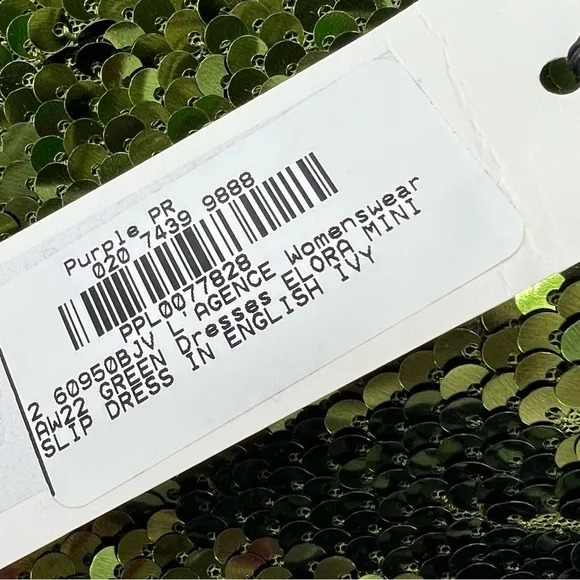 Purple PR
020 7439 9888
PPL0077828
2 60950BJV L'AGENCE Womenswear
AW22 GREEN Dresses ELORA MINI
SLIP DRESS IN ENGLISH IVY